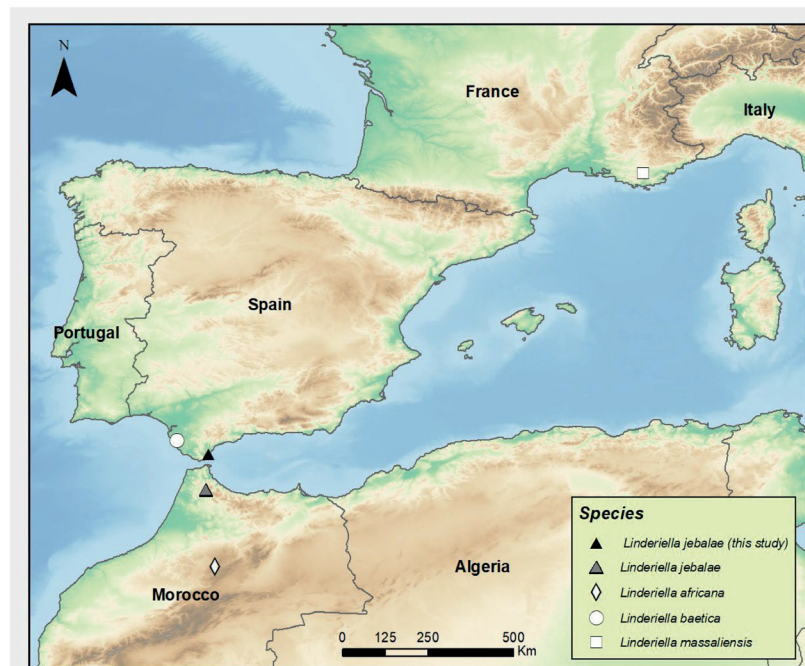 N
France
Italy
Spain
Portugal
Morocco
Algeria
Species
Linderiella jebalae (this study)
Linderiella jebalae
Linderiella africana
Linderiella baetica
Linderiella massaliensis
0 125 250 500
Km